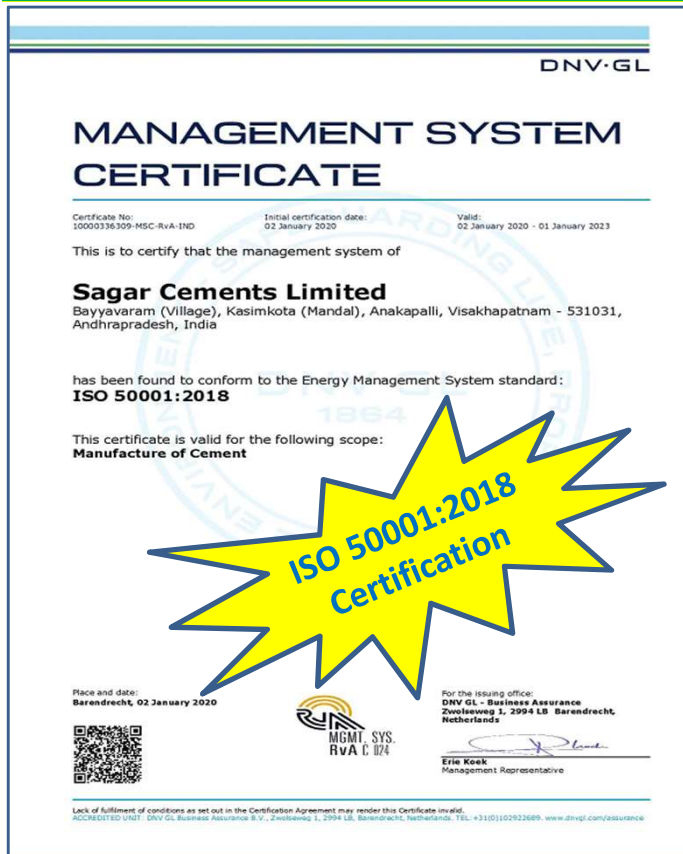 DNV·GL
MANAGEMENT SYSTEM
CERTIFICATE
Certificate No:
10000336309-MSC-RvA-IND
Initial certification date:
02 January 2020
Valid:
02 January 2020 - 01 January 2023
This is to certify that the management system of
Sagar Cements Limited
Bayyavaram (Village), Kasimkota (Mandal), Anakapalli, Visakhapatnam - 531031,
Andhrapradesh, India
has been found to conform to the Energy Management System standard:
ISO 50001:2018
This certificate is valid for the following scope:
Manufacture of Cement
DNV·GL
1864
ISO 50001:2018
Certification
Place and date:
Barendrecht, 02 January 2020
RvA
MGMT. SYS.
RvA C 024
For the issuing office:
DNV GL - Business Assurance
Zwolseweg 1, 2994 LB Barendrecht,
Netherlands
Erie Koek
Management Representative
Lack of fulfilment of conditions as set out in the Certification Agreement may render this Certificate invalid.
ACCREDITED UNIT: DNV GL Business Assurance B.V., Zwolseweg 1, 2994 LB, Barendrecht, Netherlands. TEL: +31(0)102922689. www.dnvgl.com/assurance